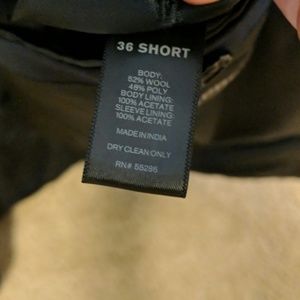 36 SHORT
BODY:
52% WOOL
48% POLY
BODY LINING:
100% ACETATE
SLEEVE LINING:
100% ACETATE
MADE IN INDIA
DRY CLEAN ONLY
RN# 55285